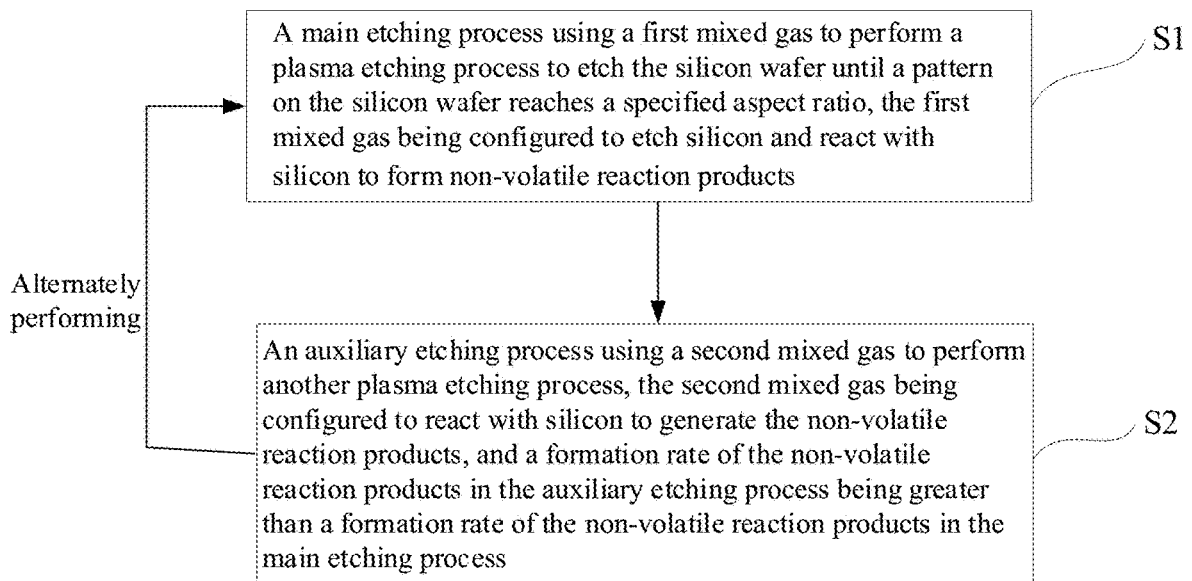 A main etching process using a first mixed gas to perform a
plasma etching process to etch the silicon wafer until a pattern
on the silicon wafer reaches a specified aspect ratio, the first
mixed gas being configured to etch silicon and react with
silicon to form non-volatile reaction products
S1
Alternately
performing
An auxiliary etching process using a second mixed gas to perform
another plasma etching process, the second mixed gas being
configured to react with silicon to generate the non-volatile
reaction products, and a formation rate of the non-volatile
reaction products in the auxiliary etching process being greater
than a formation rate of the non-volatile reaction products in the
main etching process
S2